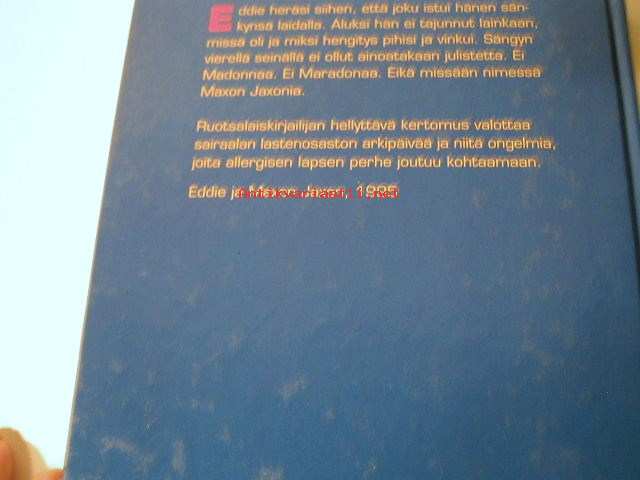 Eddie heräsi siihen, että joku istui hänen sän-
kynsä laidalla. Aluksi hän ei tajunnut lainkaan,
missä oli ja miksi hengitys pihisi ja vinkui. Sängyn
vierellä seinällä ei ollut ainoatakaan julistetta. Ei
Madonnaa. Ei Maradonaa. Eikä missään nimessä
Maxon Jaxonia.
Ruotsalaiskirjailijan hellyttävä kertomus valottaa
sairaalan lastenosaston arkipäivää ja niitä ongelmia,
joita allergisen lapsen perhe joutuu kohtaamaan.
Eddie ja Maxon Jaxon, 1995